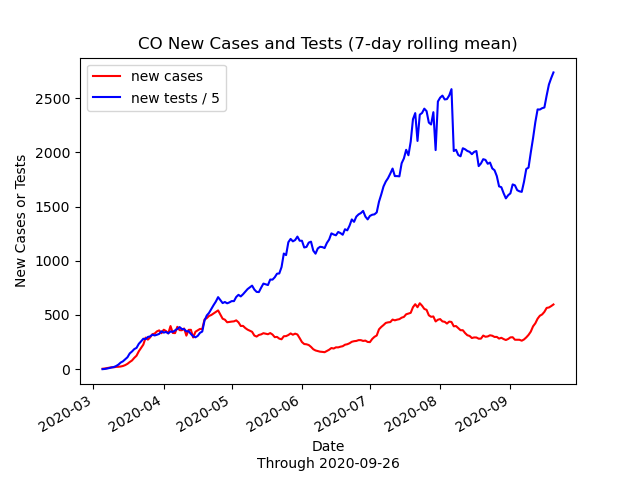 CO New Cases and Tests (7-day rolling mean)
new cases
new tests / 5
New Cases or Tests
2500
2000
1500
1000
500
0
2020-03
2020-04
2020-05
2020-06
2020-07
2020-08
2020-09
Date
Through 2020-09-26